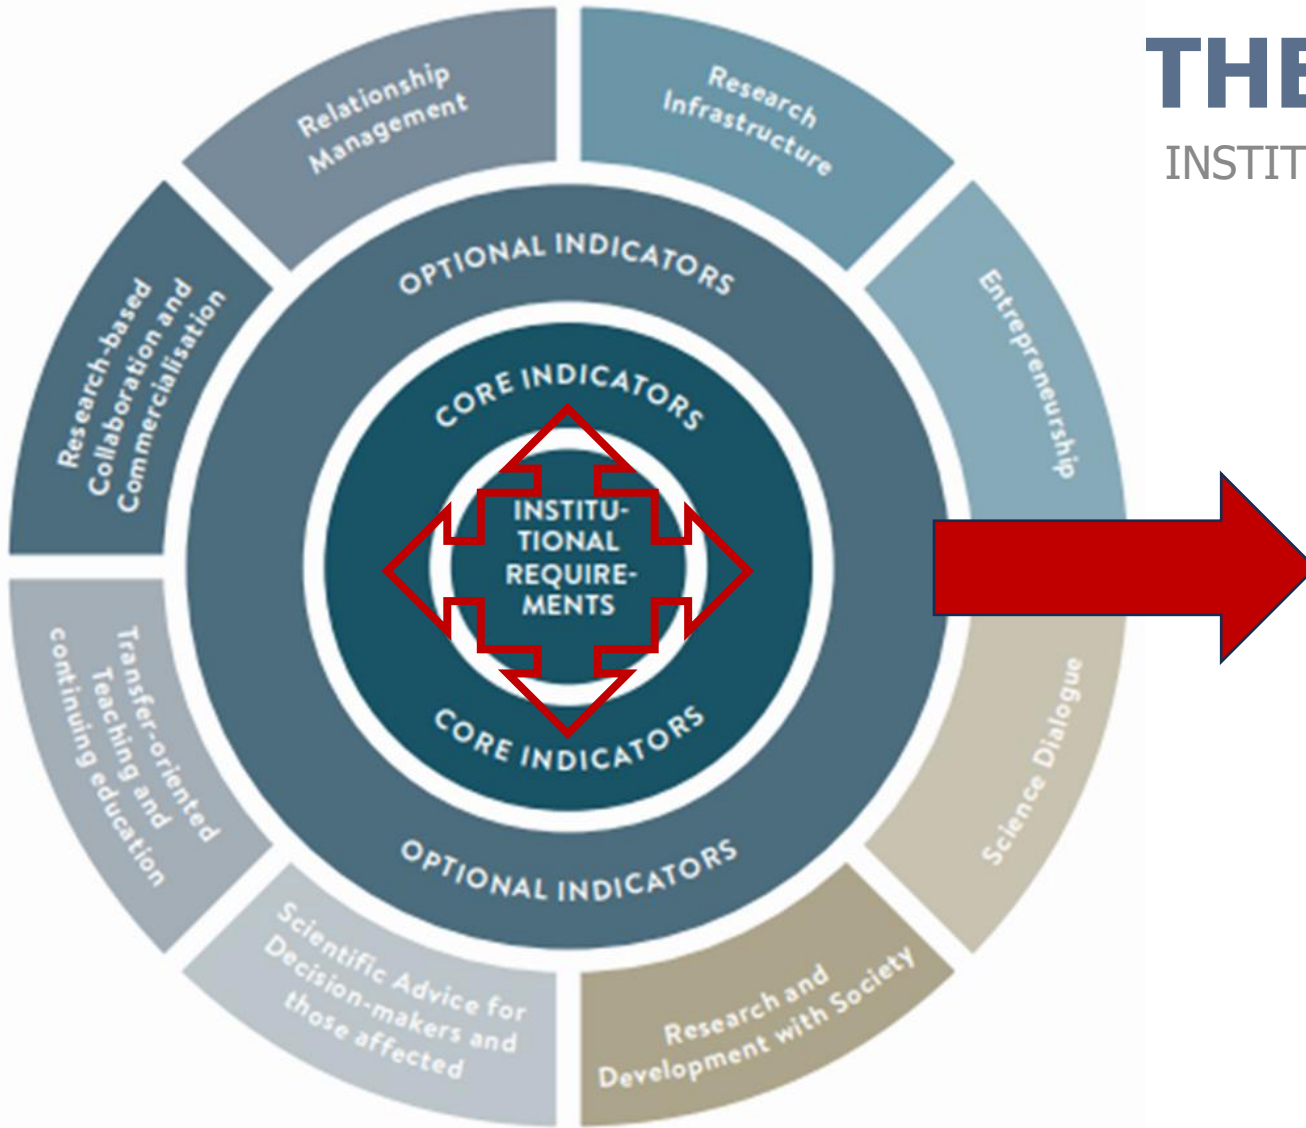 THE
INSTIT
Relationship
Management
Research
Infrastructure
Entrepreneurship
Science Dialogue
Research and
Development with Society
Scientific Advice for
Decision-makers and
those affected
Transfer-oriented
Teaching and
continuing education
Research-based
Collaboration and
Commercialisation
OPTIONAL INDICATORS
CORE INDICATORS
INSTITU-
TIONAL
REQUIRE-
MENTS
CORE INDICATORS
OPTIONAL INDICATORS